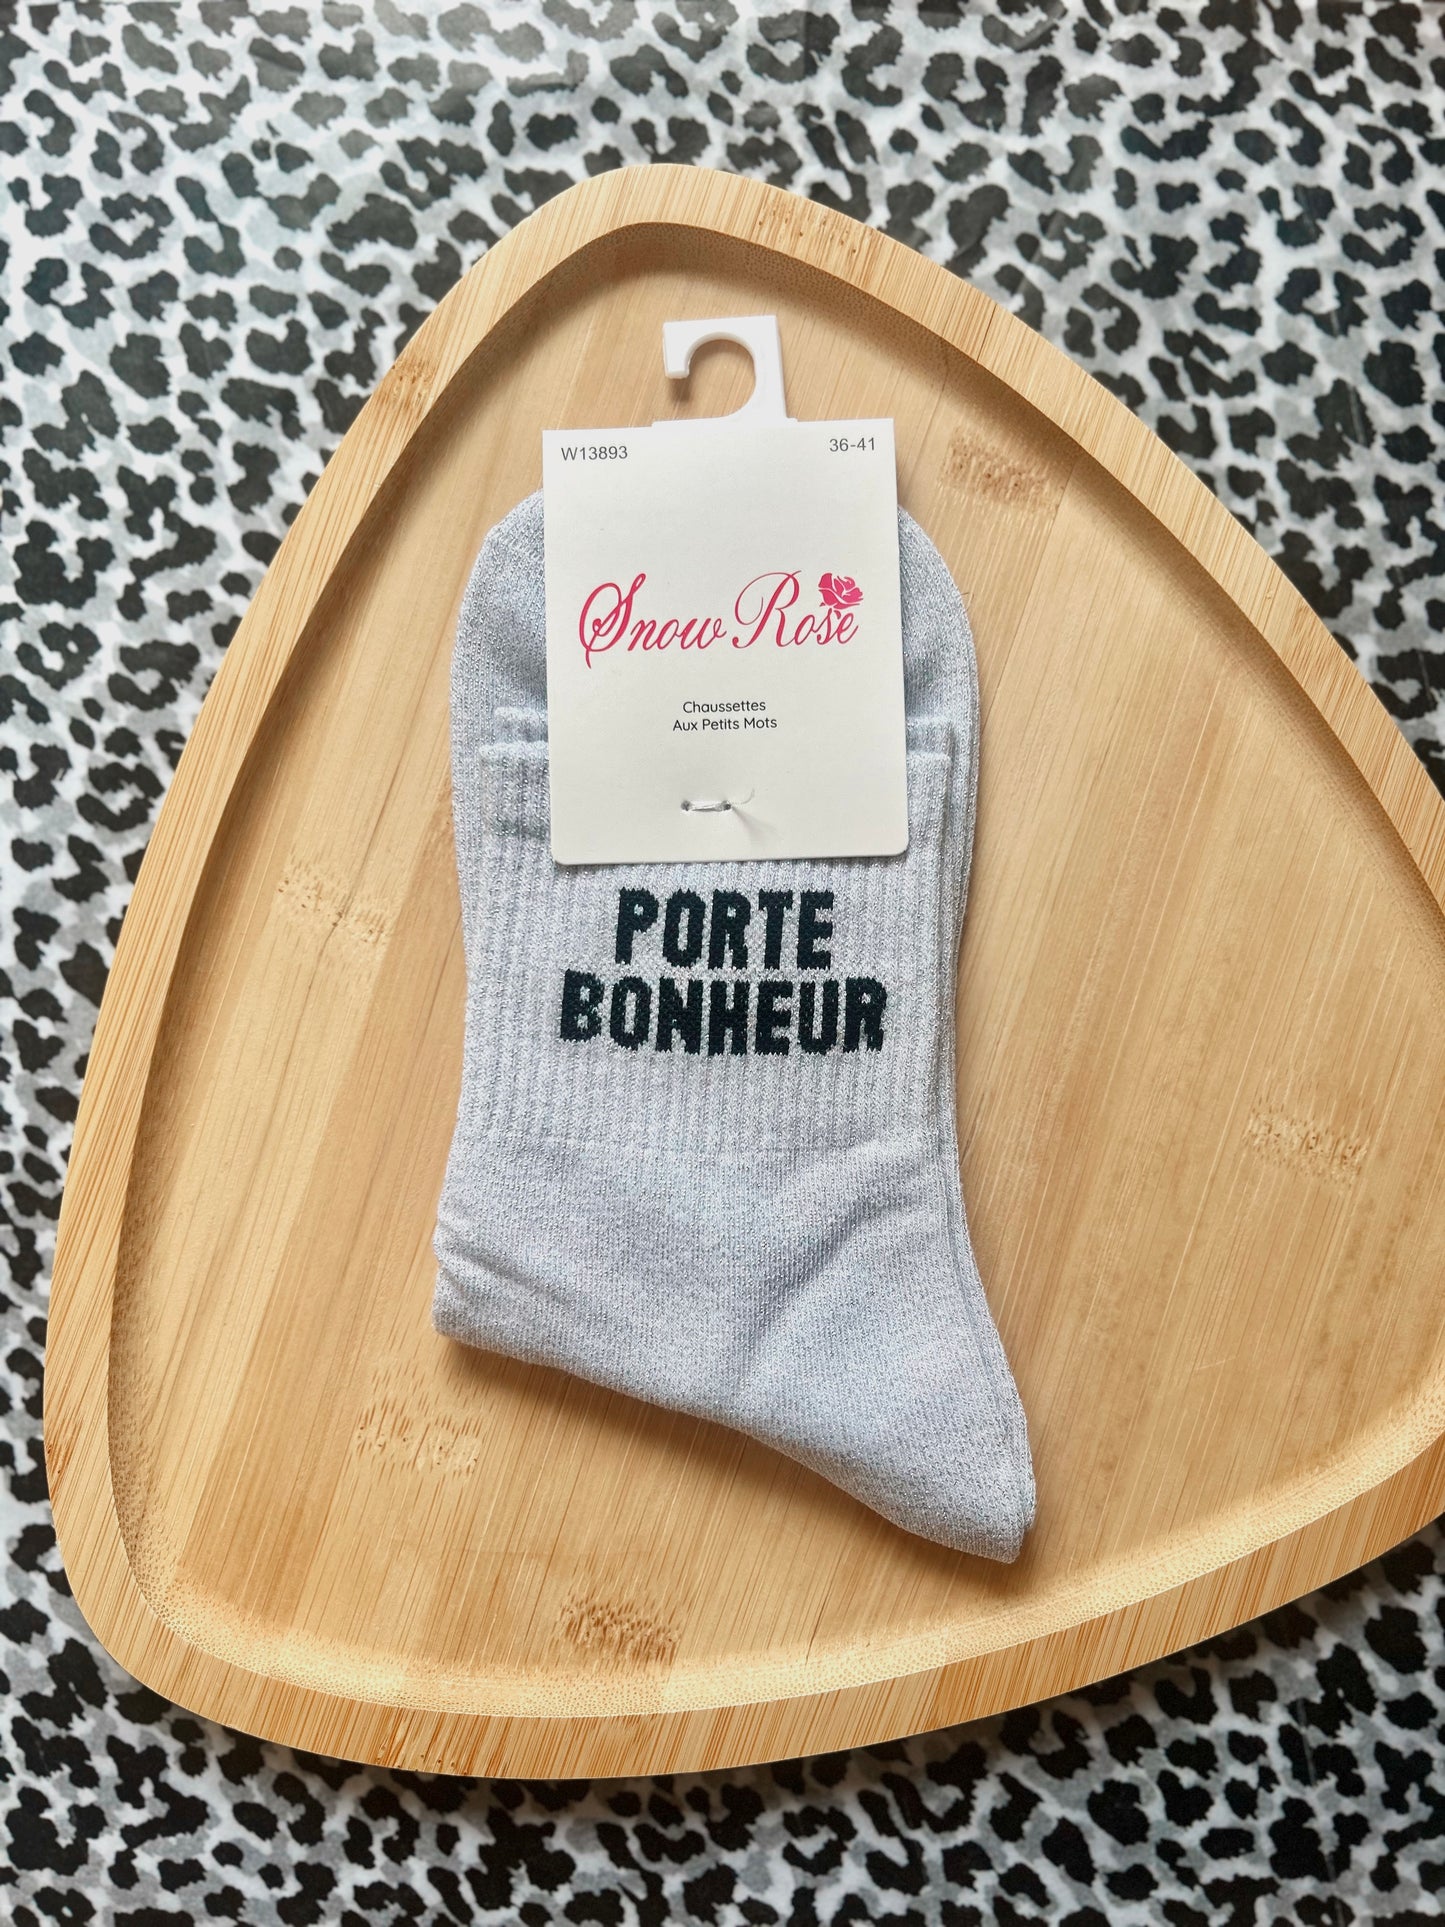 W13893 36-41
Snow Rose
Chaussettes
Aux Petits Mots
PORTE
BONHEUR